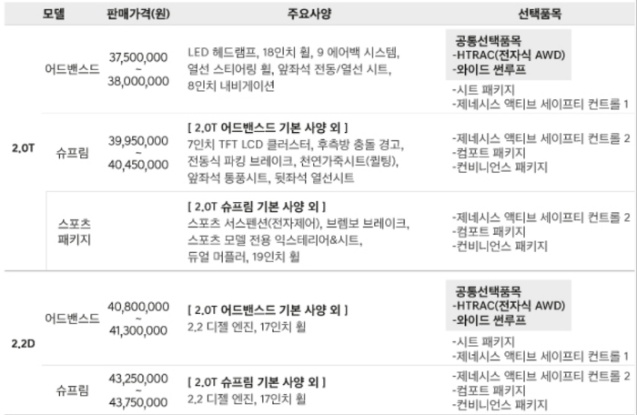 모델 판매가격(원) 주요사양 선택품목
2.0T
어드밴스드
37,500,000
~
38,000,000
LED 헤드램프, 18인치 휠, 9 에어백 시스템,
열선 스티어링 휠, 앞좌석 전동/열선 시트,
8인치 내비게이션
공통선택품목
-HTRAC(전자식 AWD)
-와이드 썬루프
-시트 패키지
-제네시스 액티브 세이프티 컨트롤 1
슈프림
39,950,000
~
40,450,000
[ 2.0T 어드밴스드 기본 사양 외 ]
7인치 TFT LCD 클러스터, 후측방 충돌 경고,
전동식 파킹 브레이크, 천연가죽시트(퀼팅),
앞좌석 통풍시트, 뒷좌석 열선시트
-제네시스 액티브 세이프티 컨트롤 2
-컴포트 패키지
-컨비니언스 패키지
스포츠
패키지
[ 2.0T 슈프림 기본 사양 외 ]
스포츠 서스펜션(전자제어), 브렘보 브레이크,
스포츠 모델 전용 익스테리어&시트,
듀얼 머플러, 19인치 휠
-제네시스 액티브 세이프티 컨트롤 2
-컴포트 패키지
-컨비니언스 패키지
2.2D
어드밴스드
40,800,000
~
41,300,000
[ 2.0T 어드밴스드 기본 사양 외 ]
2.2 디젤 엔진, 17인치 휠
공통선택품목
-HTRAC(전자식 AWD)
-와이드 썬루프
-시트 패키지
-제네시스 액티브 세이프티 컨트롤 1
슈프림
43,250,000
~
43,750,000
[ 2.0T 슈프림 기본 사양 외 ]
2.2 디젤 엔진, 17인치 휠
-제네시스 액티브 세이프티 컨트롤 2
-컴포트 패키지
-컨비니언스 패키지